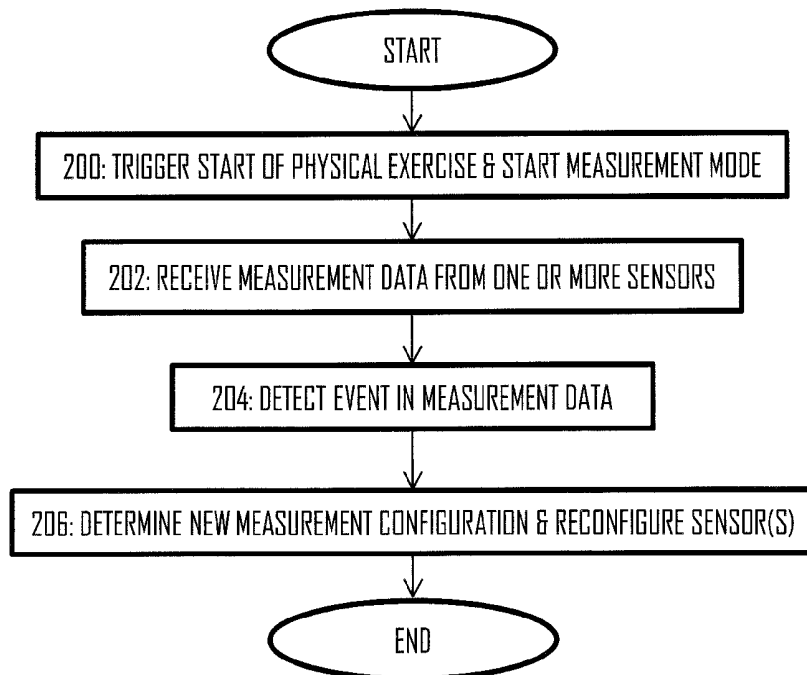 START
200: TRIGGER START OF PHYSICAL EXERCISE & START MEASUREMENT MODE
202: RECEIVE MEASUREMENT DATA FROM ONE OR MORE SENSORS
204: DETECT EVENT IN MEASUREMENT DATA
206: DETERMINE NEW MEASUREMENT CONFIGURATION & RECONFIGURE SENSOR(S)
END